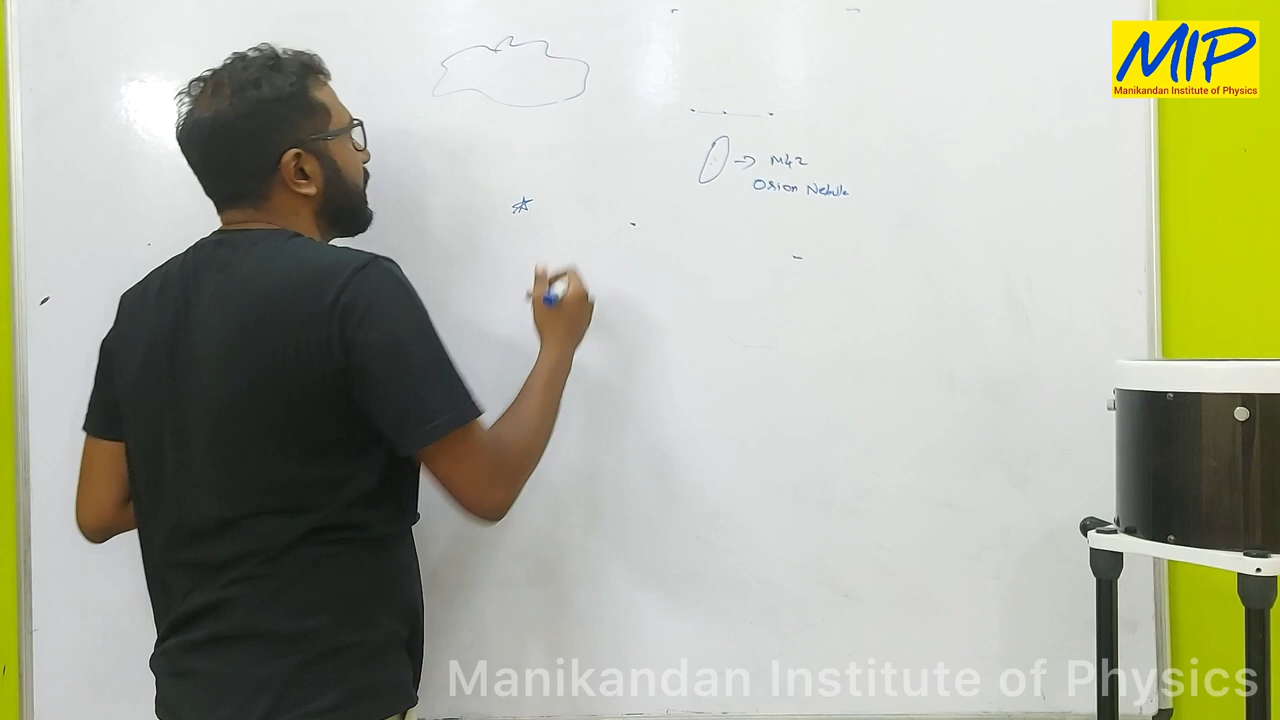 MIP
Manikandan Institute of Physics
M42
Orion Nebula
Manikandan Institute of Physics